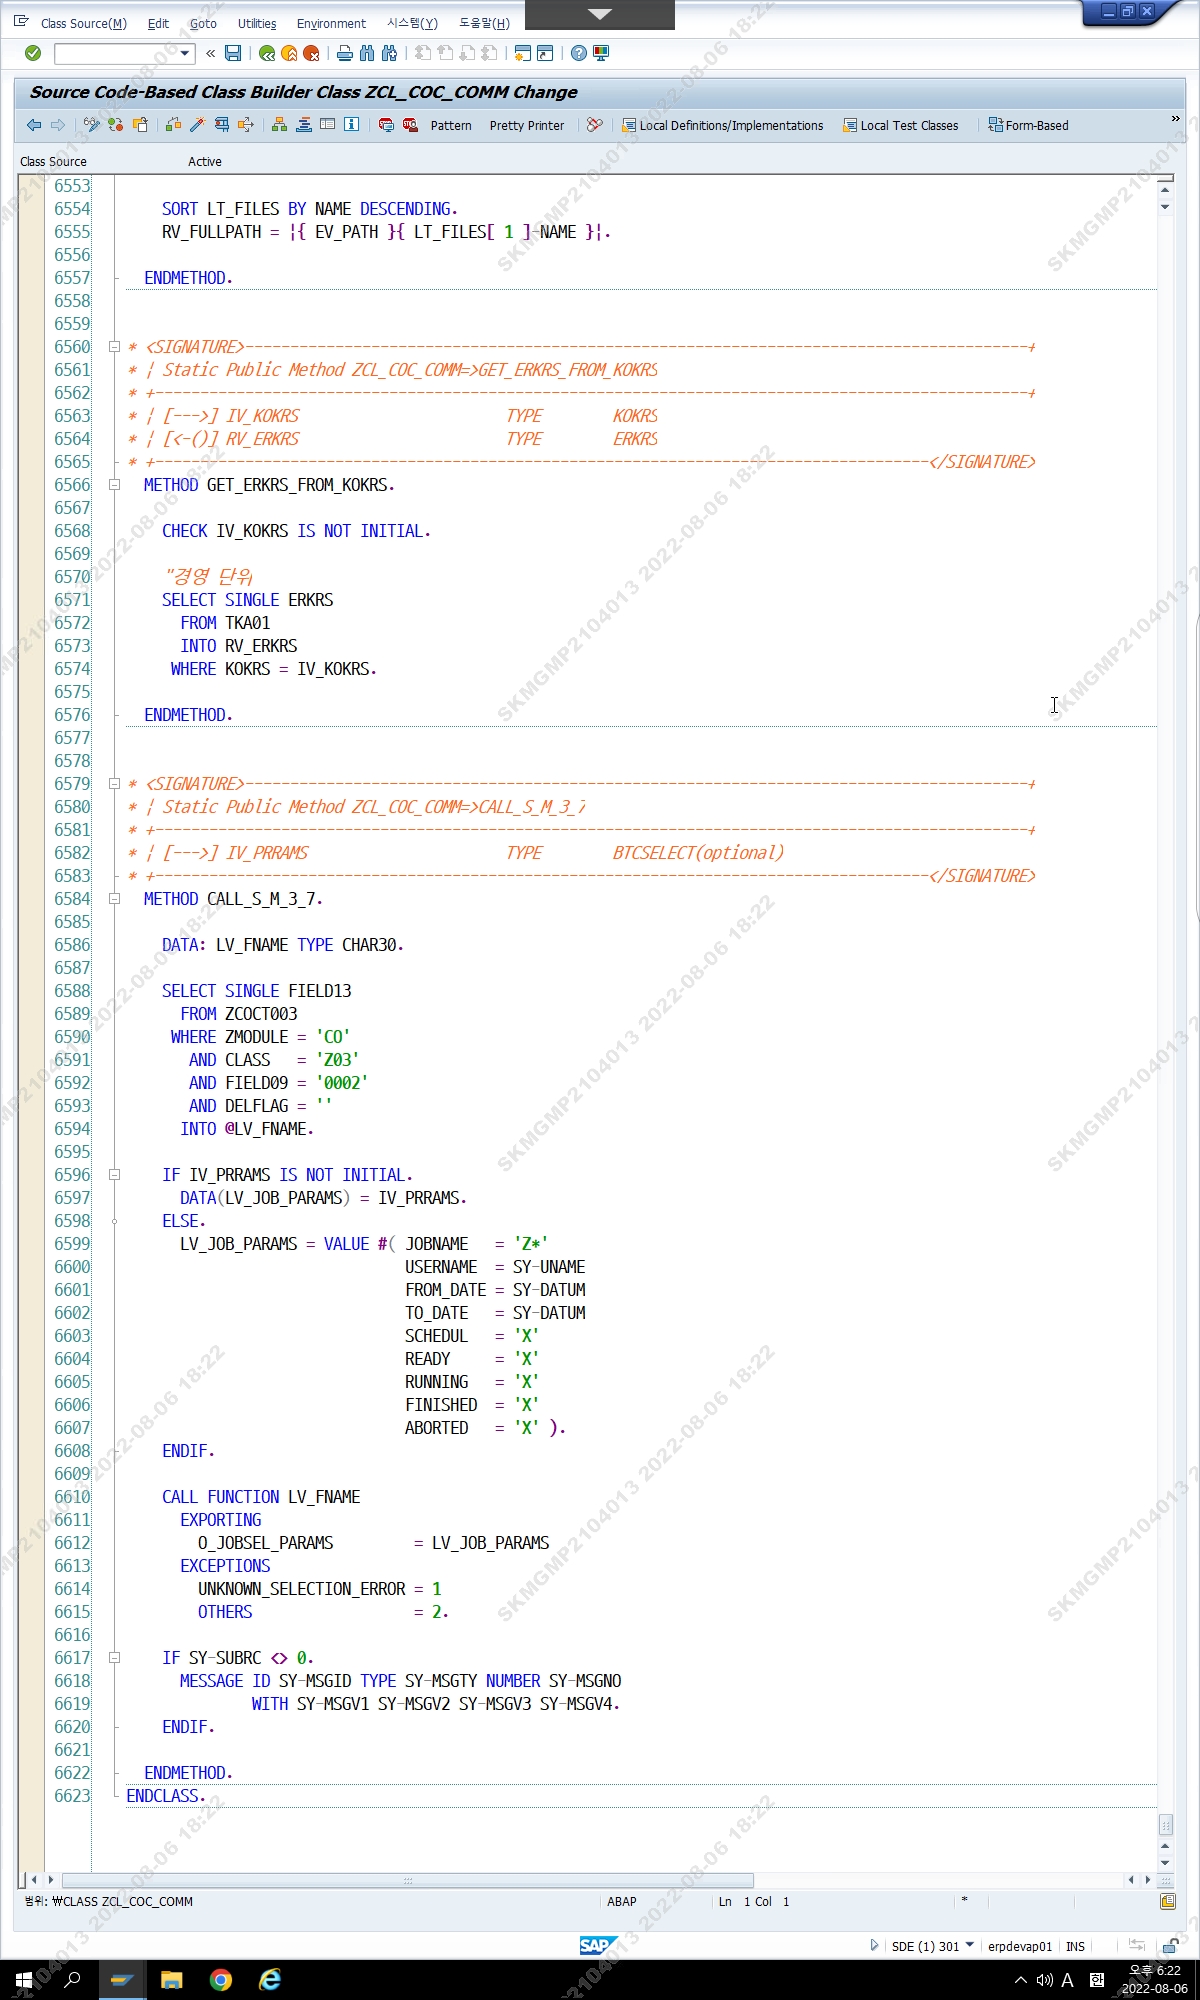 Class Source(M) Edit Goto Utilities Environment 시스템(Y) 도움말(H)
Source Code-Based Class Builder Class ZCL_COC_COMM Change
Pattern Pretty Printer Local Definitions/Implementations Local Test Classes Form-Based
Class Source Active
6553
6554 SORT LT_FILES BY NAME DESCENDING.
6555 RV_FULLPATH = |{ EV_PATH }{ LT_FILES[ 1 ]-NAME }|.
6556
6557 ENDMETHOD.
6558
6559
6560 * <SIGNATURE>---------------------------------------------------------------------------------------+
6561 * | Static Public Method ZCL_COC_COMM=>GET_ERKRS_FROM_KOKRS
6562 * +-------------------------------------------------------------------------------------------------+
6563 * | [--->] IV_KOKRS TYPE KOKRS
6564 * | [<-()] RV_ERKRS TYPE ERKRS
6565 * +--------------------------------------------------------------------------------------</SIGNATURE>
6566 METHOD GET_ERKRS_FROM_KOKRS.
6567
6568 CHECK IV_KOKRS IS NOT INITIAL.
6569
6570 "경영 단위
6571 SELECT SINGLE ERKRS
6572 FROM TKA01
6573 INTO RV_ERKRS
6574 WHERE KOKRS = IV_KOKRS.
6575
6576 ENDMETHOD.
6577
6578
6579 * <SIGNATURE>---------------------------------------------------------------------------------------+
6580 * | Static Public Method ZCL_COC_COMM=>CALL_S_M_3_7
6581 * +-------------------------------------------------------------------------------------------------+
6582 * | [--->] IV_PRRAMS TYPE BTCSELECT(optional)
6583 * +--------------------------------------------------------------------------------------</SIGNATURE>
6584 METHOD CALL_S_M_3_7.
6585
6586 DATA: LV_FNAME TYPE CHAR30.
6587
6588 SELECT SINGLE FIELD13
6589 FROM ZCOCT003
6590 WHERE ZMODULE = 'CO'
6591 AND CLASS = 'Z03'
6592 AND FIELD09 = '0002'
6593 AND DELFLAG = ''
6594 INTO @LV_FNAME.
6595
6596 IF IV_PRRAMS IS NOT INITIAL.
6597 DATA(LV_JOB_PARAMS) = IV_PRRAMS.
6598 ELSE.
6599 LV_JOB_PARAMS = VALUE #( JOBNAME = 'Z*'
6600 USERNAME = SY-UNAME
6601 FROM_DATE = SY-DATUM
6602 TO_DATE = SY-DATUM
6603 SCHEDUL = 'X'
6604 READY = 'X'
6605 RUNNING = 'X'
6606 FINISHED = 'X'
6607 ABORTED = 'X' ).
6608 ENDIF.
6609
6610 CALL FUNCTION LV_FNAME
6611 EXPORTING
6612 O_JOBSEL_PARAMS = LV_JOB_PARAMS
6613 EXCEPTIONS
6614 UNKNOWN_SELECTION_ERROR = 1
6615 OTHERS = 2.
6616
6617 IF SY-SUBRC <> 0.
6618 MESSAGE ID SY-MSGID TYPE SY-MSGTY NUMBER SY-MSGNO
6619 WITH SY-MSGV1 SY-MSGV2 SY-MSGV3 SY-MSGV4.
6620 ENDIF.
6621
6622 ENDMETHOD.
6623 ENDCLASS.
범위: ₩CLASS ZCL_COC_COMM ABAP Ln 1 Col 1 *
SAP SDE (1) 301 erpdevap01 INS
A 한 오후 6:22
2022-08-06
SKMGMP2104013 2022-08-06 18:22